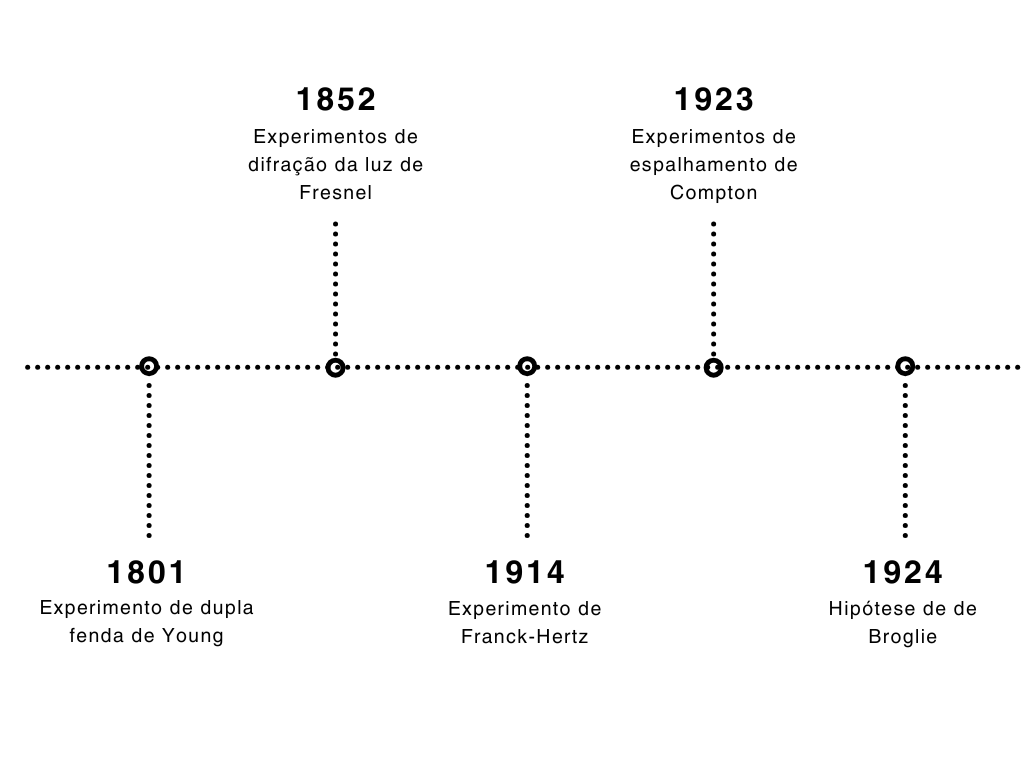 1852
Experimentos de
difração da luz de
Fresnel
1923
Experimentos de
espalhamento de
Compton
1801
Experimento de dupla
fenda de Young
1914
Experimento de
Franck-Hertz
1924
Hipótese de de
Broglie